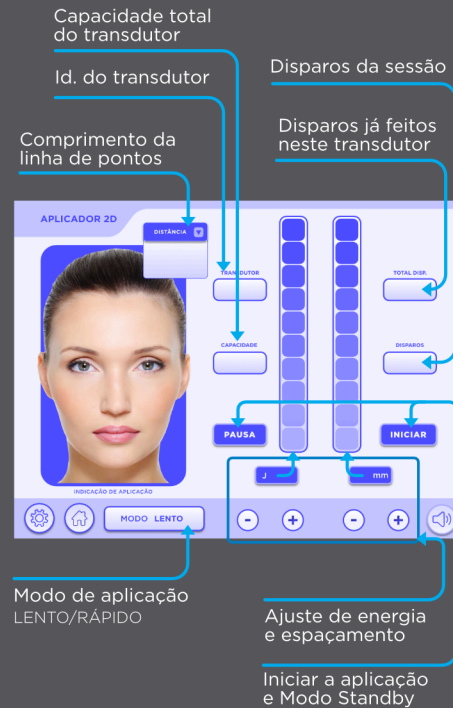 Capacidade total
do transdutor
Id. do transdutor
Disparos da sessão
Disparos já feitos
neste transdutor
Comprimento da
linha de pontos
APLICADOR 2D
DISTÂNCIA
TRANSDUTOR
TOTAL DISP.
CAPACIDADE
DISPAROS
PAUSA
INICIAR
J
mm
INDICAÇÃO DE APLICAÇÃO
MODO LENTO
- + - +
Modo de aplicação
LENTO/RÁPIDO
Ajuste de energia
e espaçamento
Iniciar a aplicação
e Modo Standby